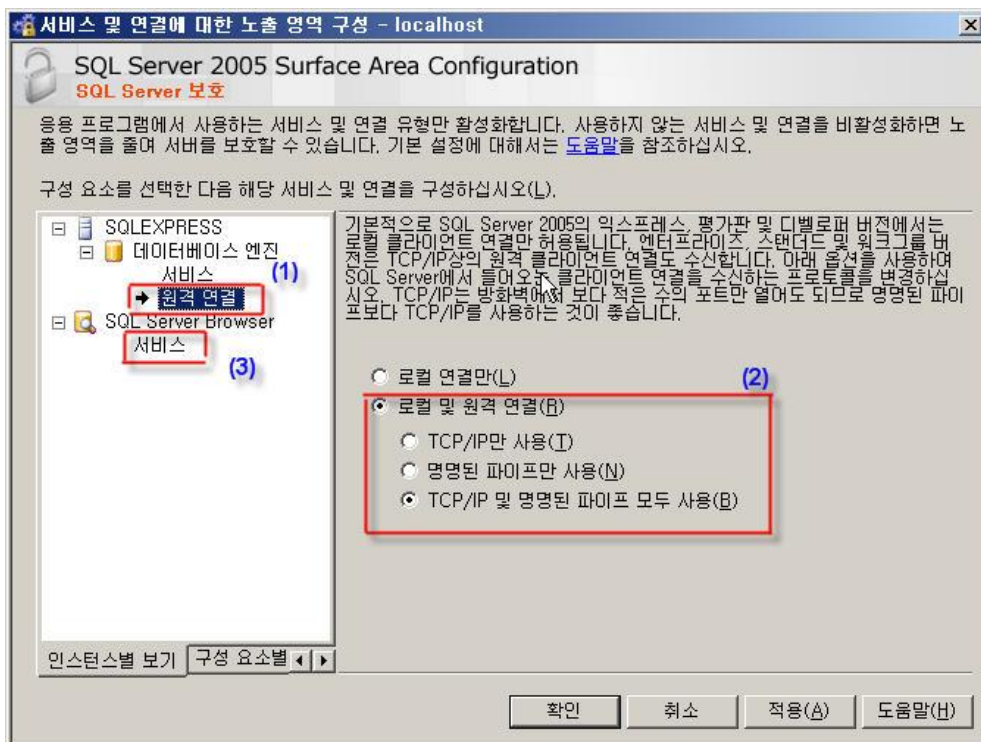 서비스 및 연결에 대한 노출 영역 구성 - localhost
SQL Server 2005 Surface Area Configuration
SQL Server 보호
응용 프로그램에서 사용하는 서비스 및 연결 유형만 활성화합니다. 사용하지 않는 서비스 및 연결을 비활성화하면 노
출 영역을 줄여 서버를 보호할 수 있습니다. 기본 설정에 대해서는 도움말을 참조하십시오.
구성 요소를 선택한 다음 해당 서비스 및 연결을 구성하십시오(L).
SQLEXPRESS
데이터베이스 엔진
서비스
(1)
원격 연결
SQL Server Browser
서비스
(3)
기본적으로 SQL Server 2005의 익스프레스, 평가판 및 디벨로퍼 버전에서는
로컬 클라이언트 연결만 허용됩니다. 엔터프라이즈, 스탠더드 및 워크그룹 버
전은 TCP/IP상의 원격 클라이언트 연결도 수신합니다. 아래 옵션을 사용하여
SQL Server에서 들어오는 클라이언트 연결을 수신하는 프로토콜을 변경하십
시오. TCP/IP는 방화벽에서 보다 적은 수의 포트만 열어도 되므로 명명된 파이
프보다 TCP/IP를 사용하는 것이 좋습니다.
로컬 연결만(L)
(2)
로컬 및 원격 연결(R)
TCP/IP만 사용(T)
명명된 파이프만 사용(N)
TCP/IP 및 명명된 파이프 모두 사용(B)
인스턴스별 보기
구성 요소별
확인
취소
적용(A)
도움말(H)